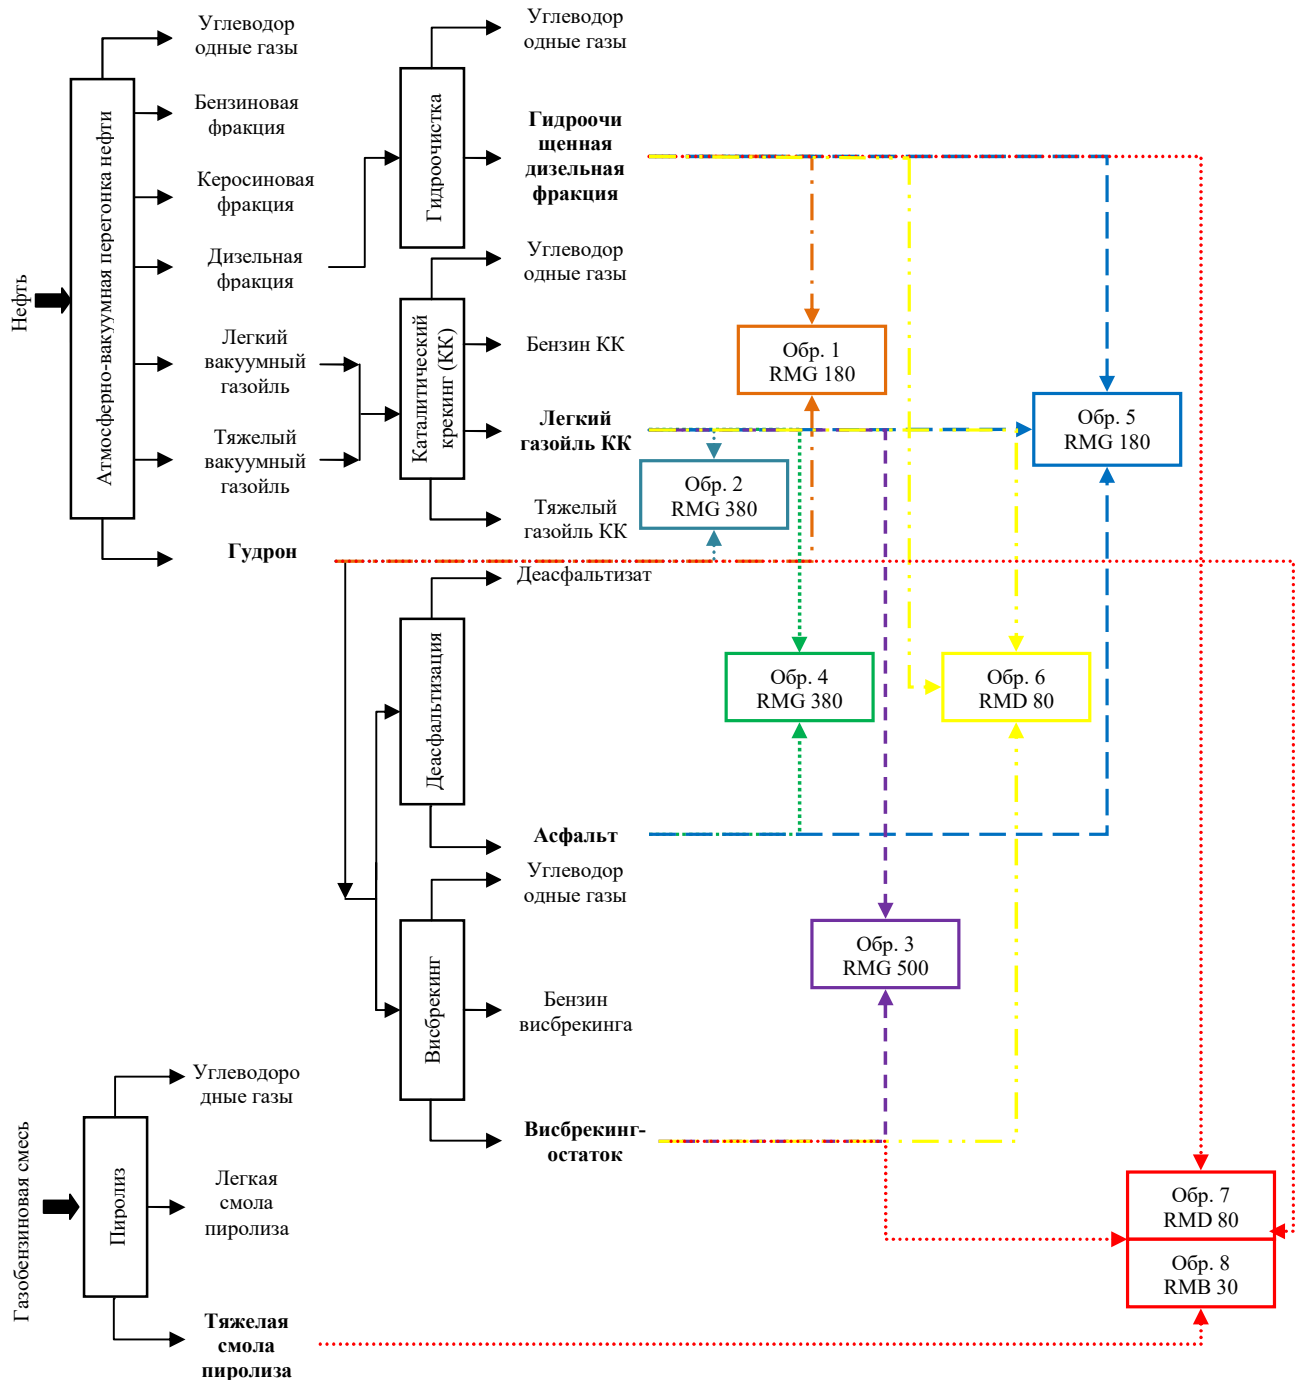 Нефть
Атмосферно-вакуумная перегонка нефти
Углеводор
одные газы
Бензиновая
фракция
Керосиновая
фракция
Дизельная
фракция
Легкий
вакуумный
газойль
Тяжелый
вакуумный
газойль
Гудрон
Гидроочистка
Углеводор
одные газы
Гидроочи
щенная
дизельная
фракция
Каталитический
крекинг (КК)
Углеводор
одные газы
Бензин КК
Легкий
газойль КК
Тяжелый
газойль КК
Деасфальтизация
Деасфальтизат
Асфальт
Висбрекинг
Углеводор
одные газы
Бензин
висбрекинга
Висбрекинг-
остаток
Газобензиновая смесь
Пиролиз
Углеводоро
дные газы
Легкая
смола
пиролиза
Тяжелая
смола
пиролиза
Обр. 1
RMG 180
Обр. 5
RMG 180
Обр. 2
RMG 380
Обр. 4
RMG 380
Обр. 6
RMD 80
Обр. 3
RMG 500
Обр. 7
RMD 80
Обр. 8
RMB 30